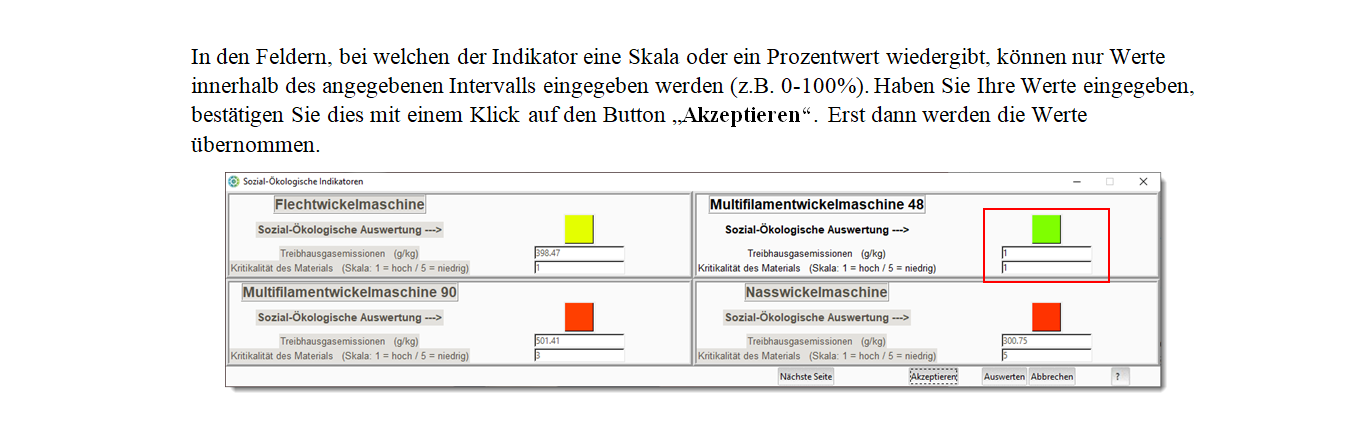 In den Feldern, bei welchen der Indikator eine Skala oder ein Prozentwert wiedergibt, können nur Werte
innerhalb des angegebenen Intervalls eingegeben werden (z.B. 0-100%). Haben Sie Ihre Werte eingegeben,
bestätigen Sie dies mit einem Klick auf den Button „Akzeptieren“. Erst dann werden die Werte
übernommen.
Sozial-Ökologische Indikatoren
Flechtwickelmaschine
Sozial-Ökologische Auswertung --->
Treibhausgasemissionen (g/kg) 398.47
Kritikalität des Materials (Skala: 1 = hoch / 5 = niedrig) 1
Multifilamentwickelmaschine 48
Sozial-Ökologische Auswertung --->
Treibhausgasemissionen (g/kg) 1
Kritikalität des Materials (Skala: 1 = hoch / 5 = niedrig) 1
Multifilamentwickelmaschine 90
Sozial-Ökologische Auswertung --->
Treibhausgasemissionen (g/kg) 501.41
Kritikalität des Materials (Skala: 1 = hoch / 5 = niedrig) 3
Nasswickelmaschine
Sozial-Ökologische Auswertung --->
Treibhausgasemissionen (g/kg) 300.75
Kritikalität des Materials (Skala: 1 = hoch / 5 = niedrig) 5
Nächste Seite Akzeptieren Auswerten Abbrechen ?